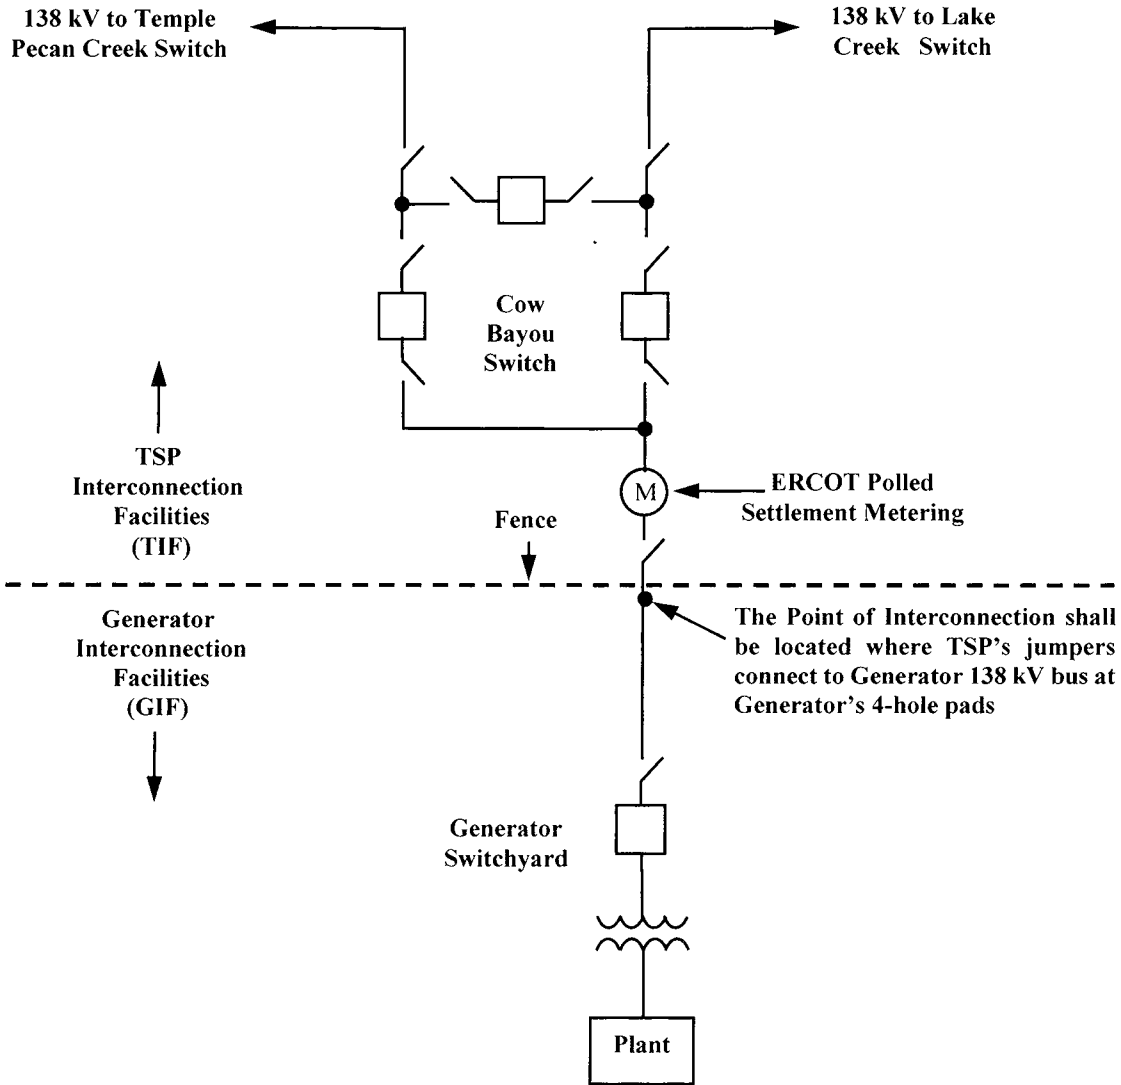 138 kV to Temple
Pecan Creek Switch
138 kV to Lake
Creek Switch
Cow
Bayou
Switch
TSP
Interconnection
Facilities
(TIF)
M
ERCOT Polled
Settlement Metering
Fence
Generator
Interconnection
Facilities
(GIF)
The Point of Interconnection shall
be located where TSP's jumpers
connect to Generator 138 kV bus at
Generator's 4-hole pads
Generator
Switchyard
Plant